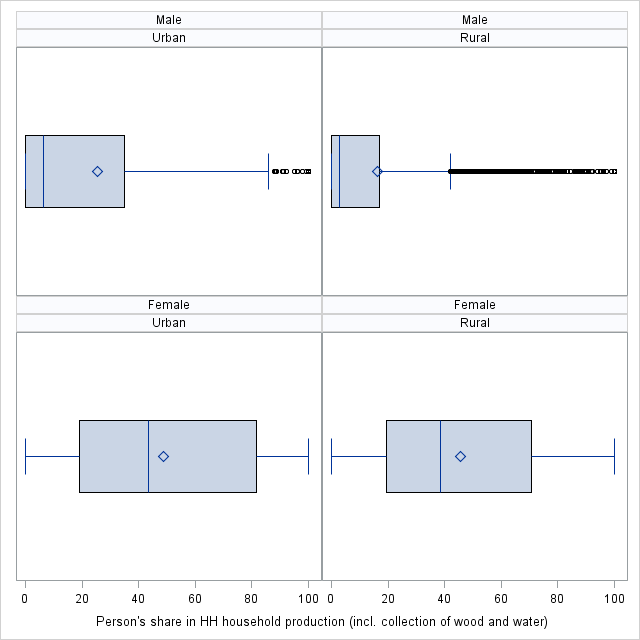 Male Male
Urban Rural
Female Female
Urban Rural
0 20 40 60 80 100 0 20 40 60 80 100
Person's share in HH household production (incl. collection of wood and water)